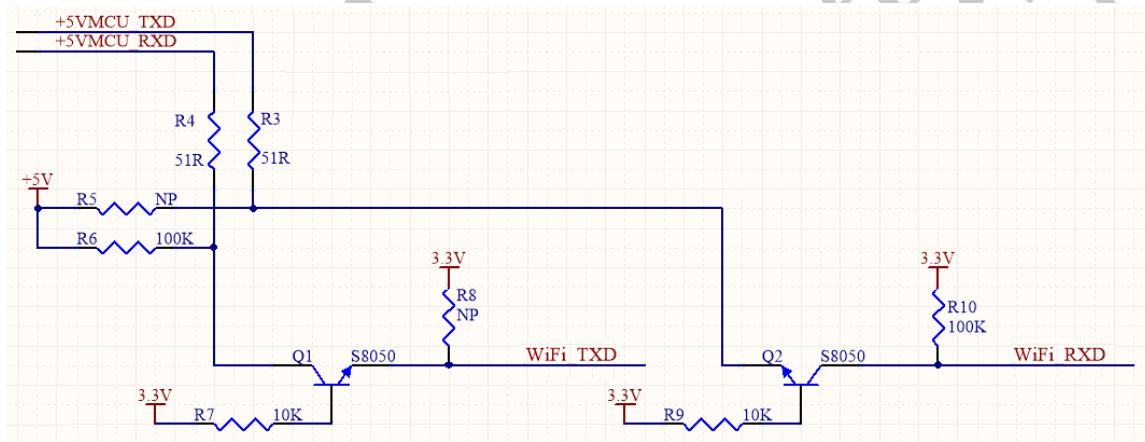 +5VMCU_TXD
+5VMCU_RXD
R4
R3
51R
51R
+5V
R5
NP
R6
100K
3.3V
3.3V
R8
NP
R10
100K
Q1
S8050
WiFi_TXD
Q2
S8050
WiFi_RXD
3.3V
R7
10K
3.3V
R9
10K